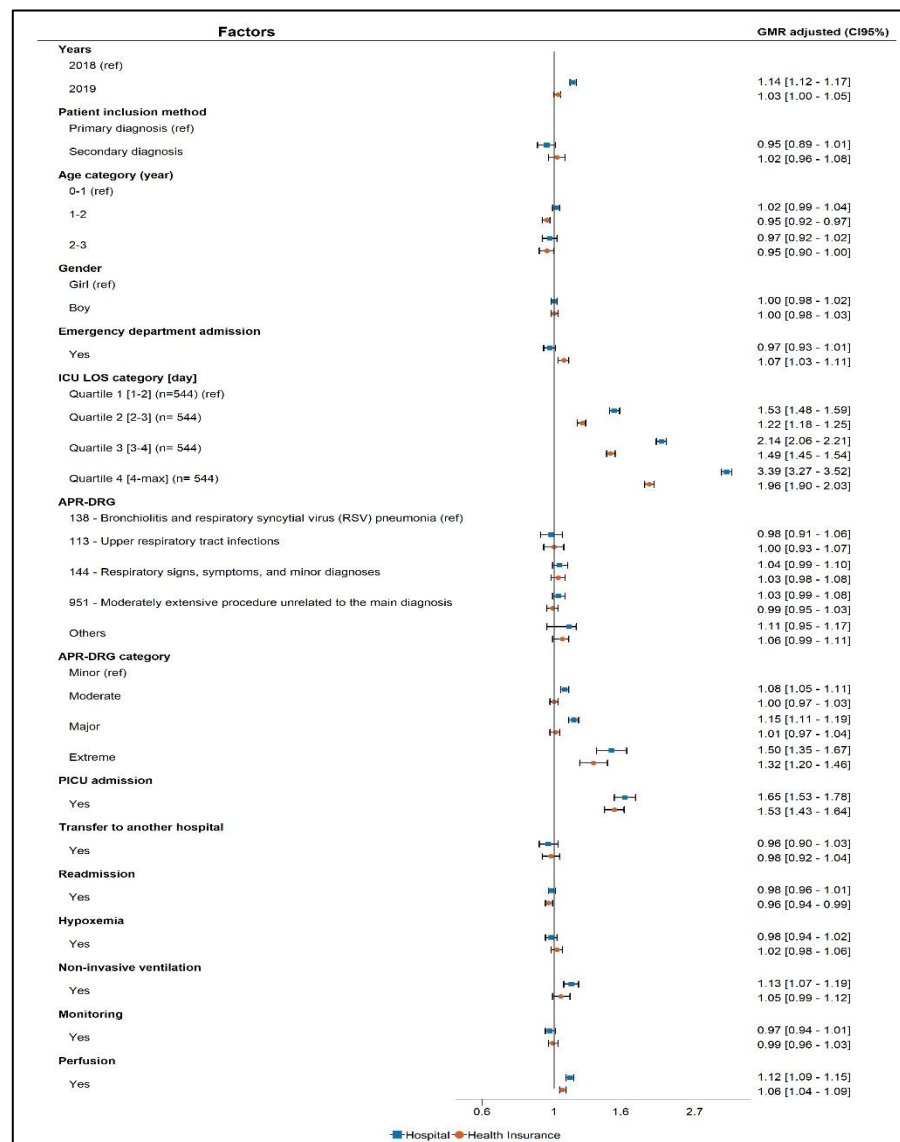 Factors GMR adjusted (CI95%)
Years
2018 (ref)
2019
1.14 [1.12 - 1.17]
1.03 [1.00 - 1.05]
Patient inclusion method
Primary diagnosis (ref)
Secondary diagnosis
0.95 [0.89 - 1.01]
1.02 [0.96 - 1.08]
Age category (year)
0-1 (ref)
1-2
1.02 [0.99 - 1.04]
0.95 [0.92 - 0.97]
2-3
0.97 [0.92 - 1.02]
0.95 [0.90 - 1.00]
Gender
Girl (ref)
Boy
1.00 [0.98 - 1.02]
1.00 [0.98 - 1.03]
Emergency department admission
Yes
0.97 [0.93 - 1.01]
1.07 [1.03 - 1.11]
ICU LOS category [day]
Quartile 1 [1-2] (n=544) (ref)
Quartile 2 [2-3] (n= 544)
1.53 [1.48 - 1.59]
1.22 [1.18 - 1.25]
Quartile 3 [3-4] (n= 544)
2.14 [2.06 - 2.21]
1.49 [1.45 - 1.54]
Quartile 4 [4-max] (n= 544)
3.39 [3.27 - 3.52]
1.96 [1.90 - 2.03]
APR-DRG
138 - Bronchiolitis and respiratory syncytial virus (RSV) pneumonia (ref)
113 - Upper respiratory tract infections
0.98 [0.91 - 1.06]
1.00 [0.93 - 1.07]
144 - Respiratory signs, symptoms, and minor diagnoses
1.04 [0.99 - 1.10]
1.03 [0.98 - 1.08]
951 - Moderately extensive procedure unrelated to the main diagnosis
1.03 [0.99 - 1.08]
0.99 [0.95 - 1.03]
Others
1.11 [0.95 - 1.17]
1.06 [0.99 - 1.11]
APR-DRG category
Minor (ref)
Moderate
1.08 [1.05 - 1.11]
1.00 [0.97 - 1.03]
Major
1.15 [1.11 - 1.19]
1.01 [0.97 - 1.04]
Extreme
1.50 [1.35 - 1.67]
1.32 [1.20 - 1.46]
PICU admission
Yes
1.65 [1.53 - 1.78]
1.53 [1.43 - 1.64]
Transfer to another hospital
Yes
0.96 [0.90 - 1.03]
0.98 [0.92 - 1.04]
Readmission
Yes
0.98 [0.96 - 1.01]
0.96 [0.94 - 0.99]
Hypoxemia
Yes
0.98 [0.94 - 1.02]
1.02 [0.98 - 1.06]
Non-invasive ventilation
Yes
1.13 [1.07 - 1.19]
1.05 [0.99 - 1.12]
Monitoring
Yes
0.97 [0.94 - 1.01]
0.99 [0.96 - 1.03]
Perfusion
Yes
1.12 [1.09 - 1.15]
1.06 [1.04 - 1.09]
0.6 1 1.6 2.7
Hospital Health Insurance